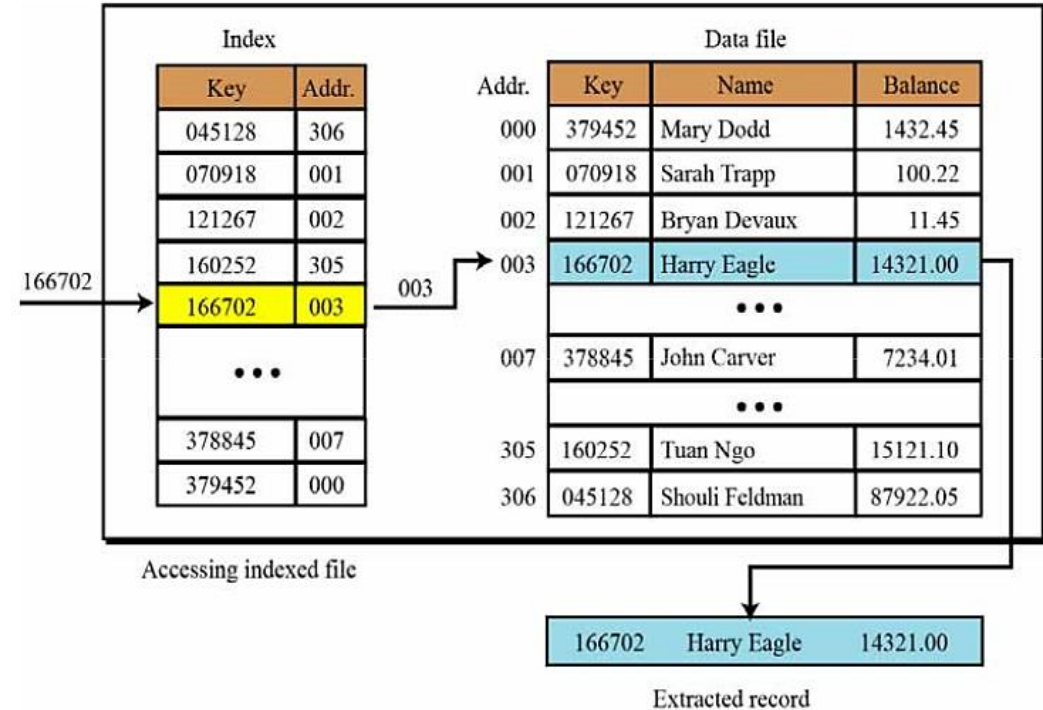 Index
Data file
Key Addr.
Addr. Key Name Balance
045128 306
000 379452 Mary Dodd 1432.45
070918 001
001 070918 Sarah Trapp 100.22
121267 002
002 121267 Bryan Devaux 11.45
160252 305
003 166702 Harry Eagle 14321.00
166702
166702 003
003
•••
•••
007 378845 John Carver 7234.01
•••
378845 007
305 160252 Tuan Ngo 15121.10
379452 000
306 045128 Shouli Feldman 87922.05
Accessing indexed file
166702 Harry Eagle 14321.00
Extracted record